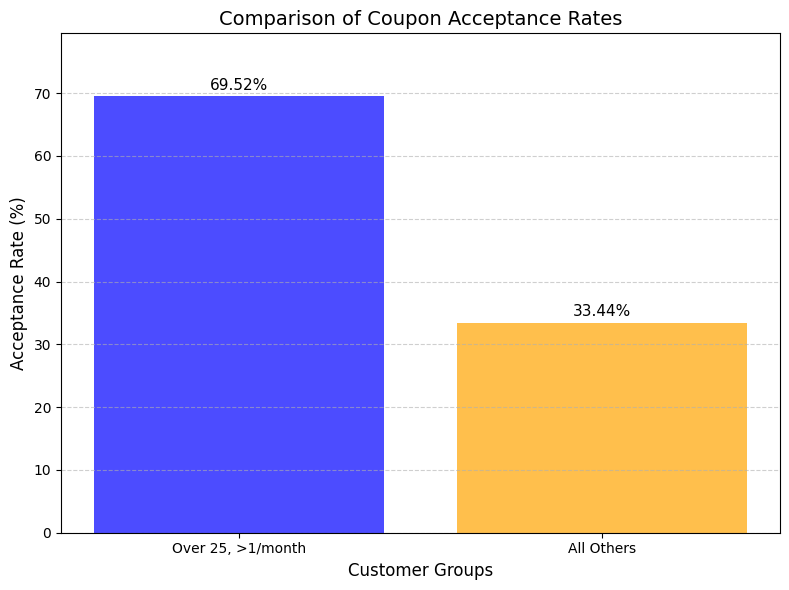 Comparison of Coupon Acceptance Rates
69.52%
33.44%
70
60
50
40
30
20
10
0
Acceptance Rate (%)
Over 25, >1/month
All Others
Customer Groups